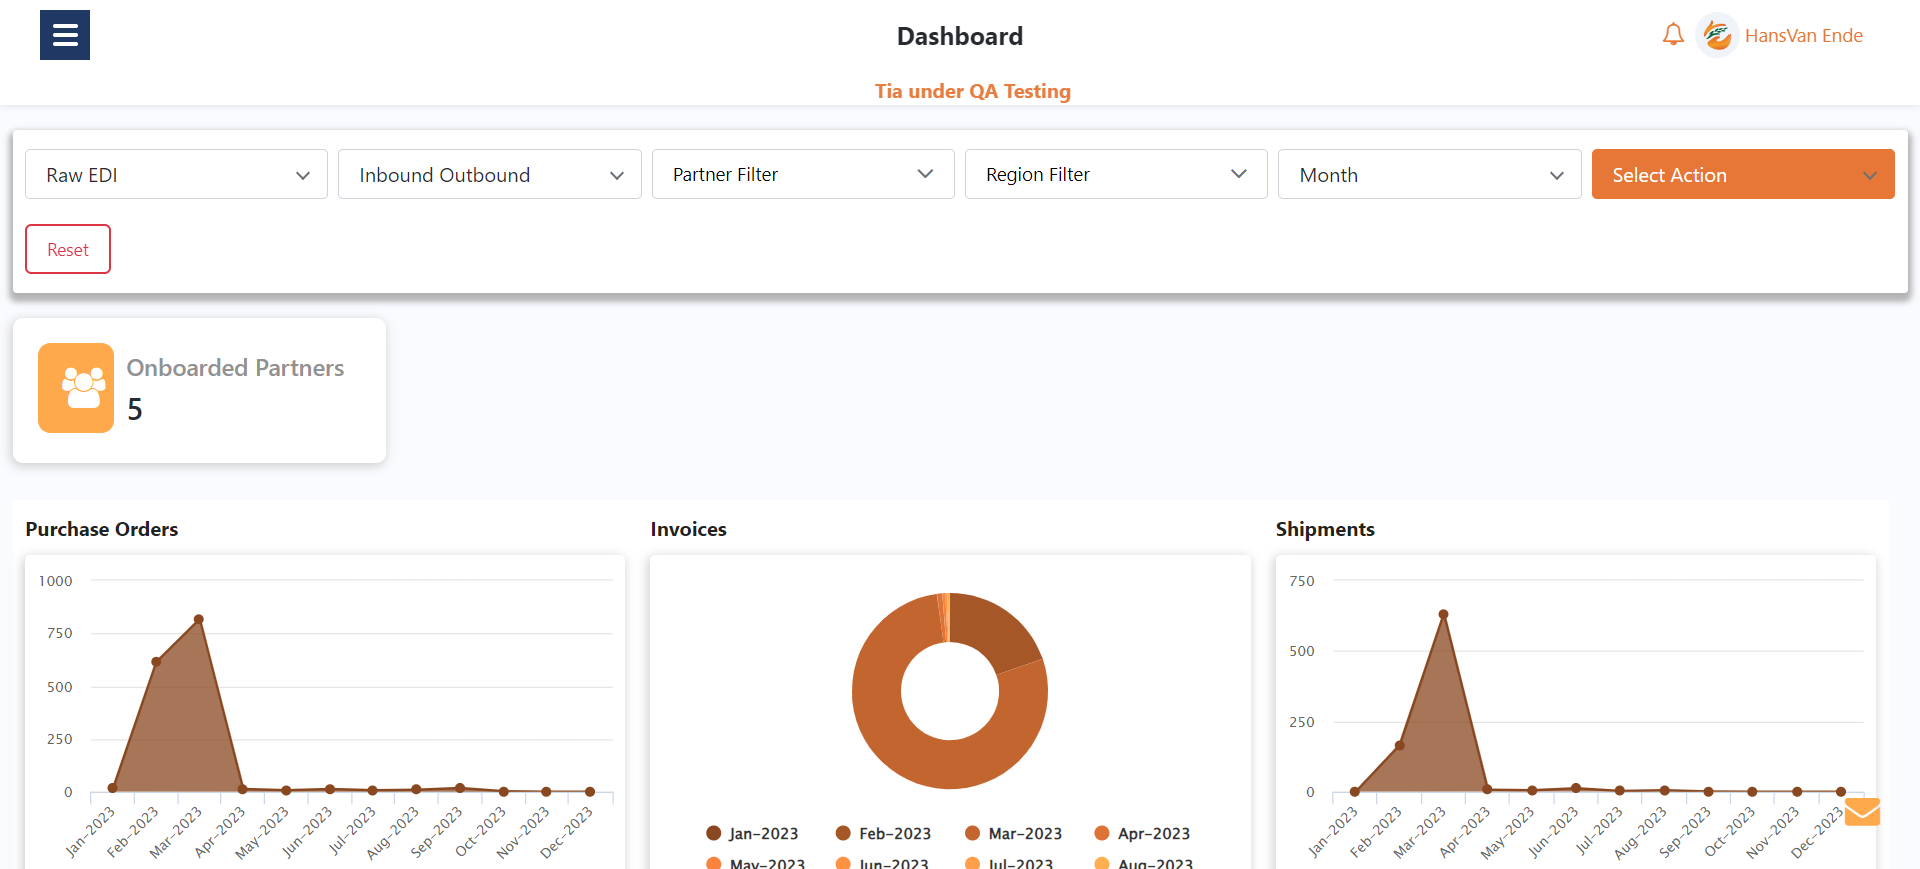 Dashboard
HansVan Ende
Tia under QA Testing
Raw EDI
Inbound Outbound
Partner Filter
Region Filter
Month
Select Action
Reset
Onboarded Partners
5
Purchase Orders
1000
750
500
250
0
Jan-2023
Feb-2023
Mar-2023
Apr-2023
May-2023
Jun-2023
Jul-2023
Aug-2023
Sep-2023
Oct-2023
Nov-2023
Dec-2023
Invoices
Jan-2023 Feb-2023 Mar-2023 Apr-2023
May-2023 Jun-2023 Jul-2023 Aug-2023
Shipments
750
500
250
0
Jan-2023
Feb-2023
Mar-2023
Apr-2023
May-2023
Jun-2023
Jul-2023
Aug-2023
Sep-2023
Oct-2023
Nov-2023
Dec-2023